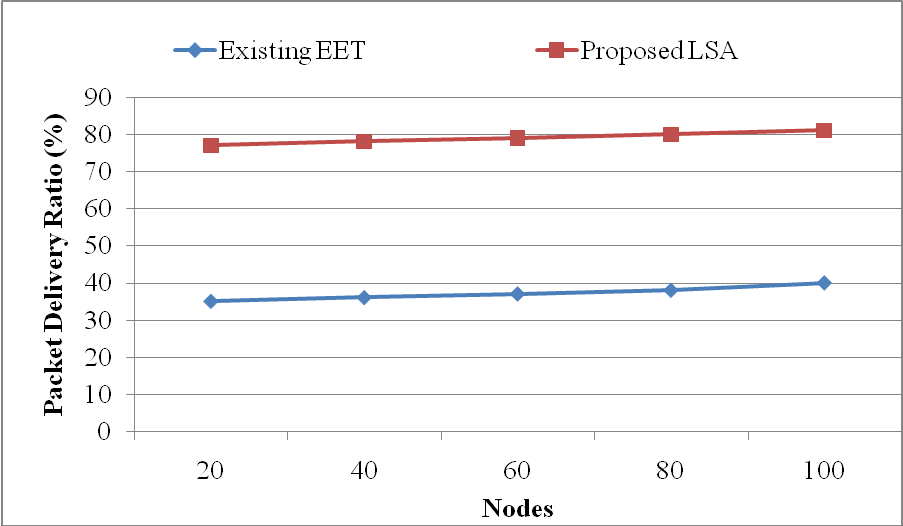 Existing EET
Proposed LSA
Packet Delivery Ratio (%)
90
80
70
60
50
40
30
20
10
0
20 40 60 80 100
Nodes